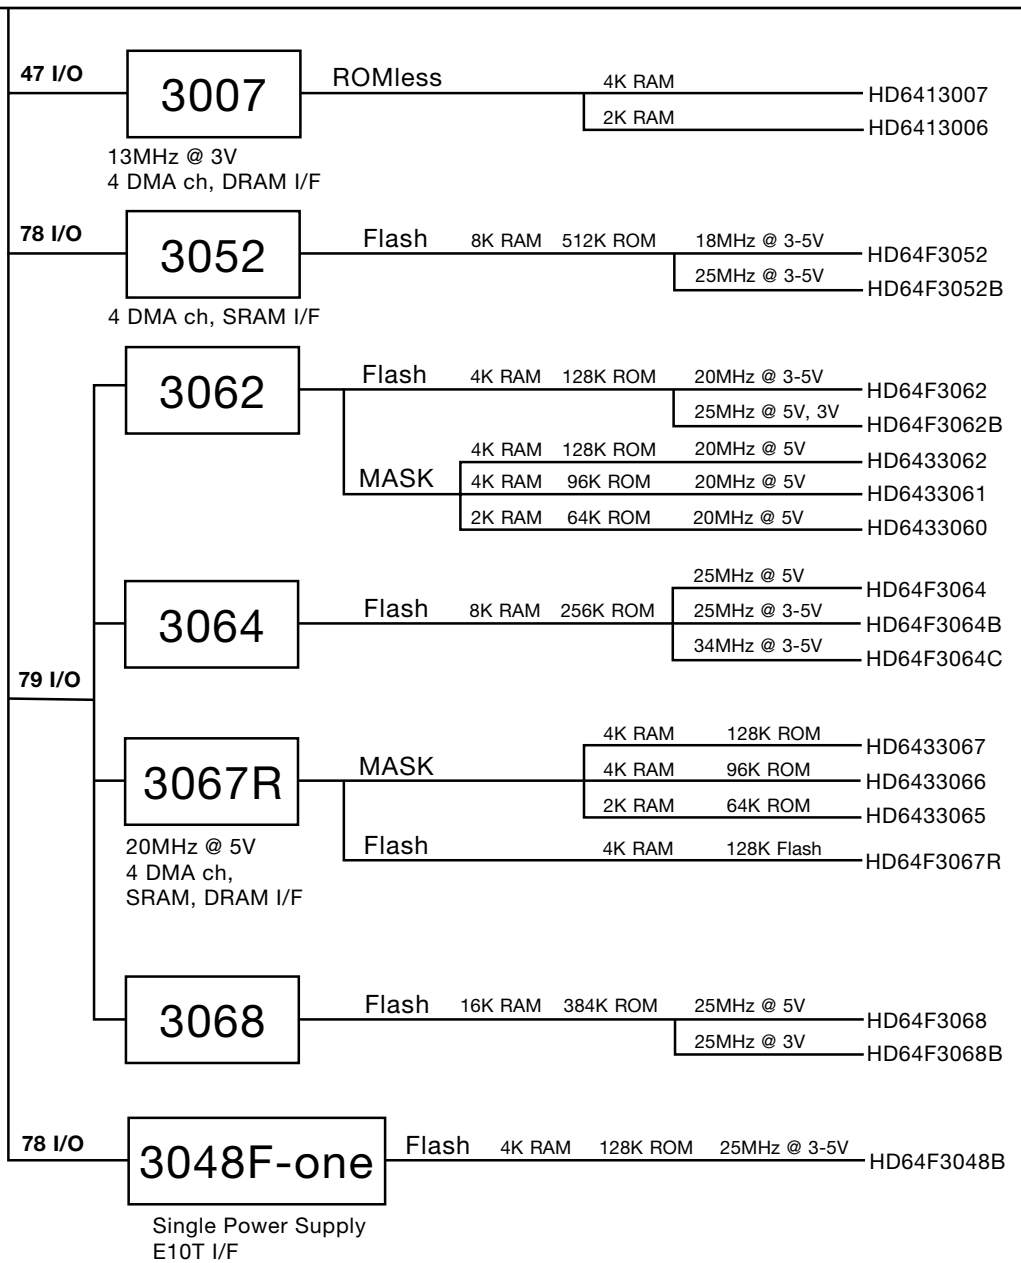 47 I/O
3007
ROMless
4K RAM
HD6413007
2K RAM
HD6413006
13MHz @ 3V
4 DMA ch, DRAM I/F
78 I/O
3052
Flash 8K RAM 512K ROM 18MHz @ 3-5V
HD64F3052
25MHz @ 3-5V
HD64F3052B
4 DMA ch, SRAM I/F
3062
Flash 4K RAM 128K ROM 20MHz @ 3-5V
HD64F3062
25MHz @ 5V, 3V
HD64F3062B
MASK
4K RAM 128K ROM 20MHz @ 5V
HD6433062
4K RAM 96K ROM 20MHz @ 5V
HD6433061
2K RAM 64K ROM 20MHz @ 5V
HD6433060
3064
Flash 8K RAM 256K ROM
25MHz @ 5V
HD64F3064
25MHz @ 3-5V
HD64F3064B
34MHz @ 3-5V
HD64F3064C
79 I/O
3067R
MASK
4K RAM 128K ROM
HD6433067
4K RAM 96K ROM
HD6433066
2K RAM 64K ROM
HD6433065
Flash 4K RAM 128K Flash
HD64F3067R
20MHz @ 5V
4 DMA ch,
SRAM, DRAM I/F
3068
Flash 16K RAM 384K ROM 25MHz @ 5V
HD64F3068
25MHz @ 3V
HD64F3068B
78 I/O
3048F-one
Flash 4K RAM 128K ROM 25MHz @ 3-5V
HD64F3048B
Single Power Supply
E10T I/F